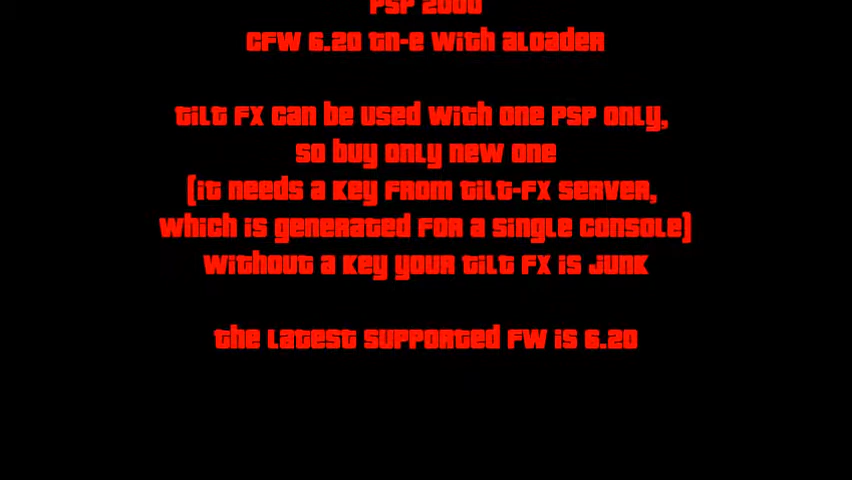 PSP 2000
CFW 6.20 TN-E WITH ALOADER
TILT FX CAN BE USED WITH ONE PSP ONLY,
SO BUY ONLY NEW ONE
(IT NEEDS A KEY FROM TILT-FX SERVER,
WHICH IS GENERATED FOR A SINGLE CONSOLE)
WITHOUT A KEY YOUR TILT FX IS JUNK
THE LATEST SUPPORTED FW IS 6.20